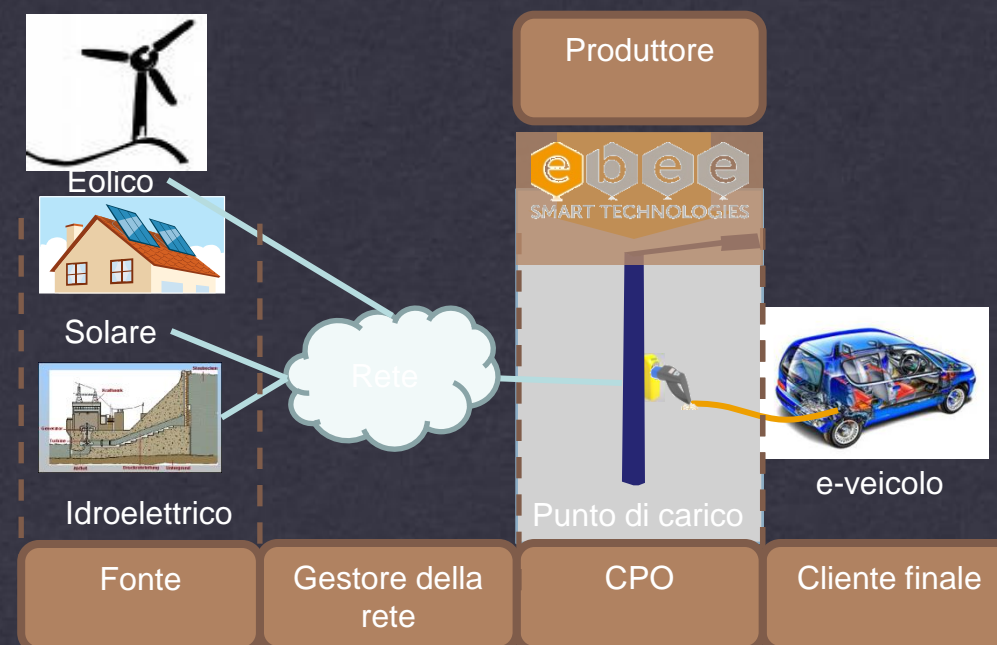 Produttore
ebee
SMART TECHNOLOGIES
Eolico
Solare
Rete
Idroelettrico
Punto di carico
e-veicolo
Fonte
Gestore della
rete
CPO
Cliente finale